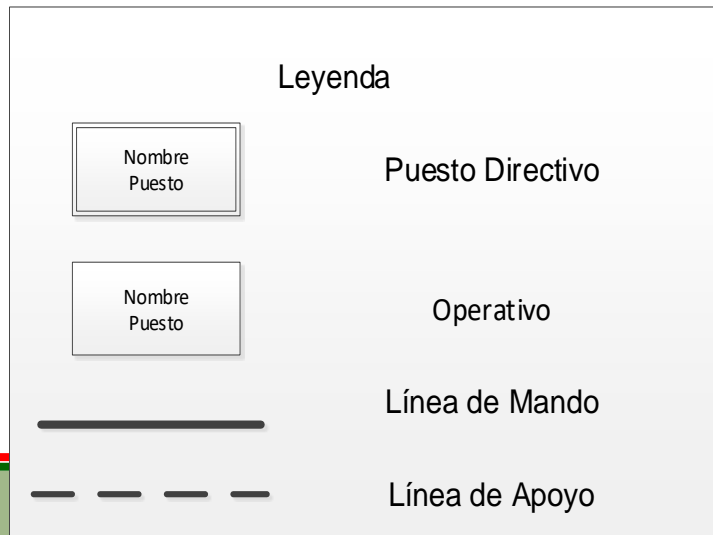 Leyenda
Nombre
Puesto
Puesto Directivo
Nombre
Puesto
Operativo
Línea de Mando
Línea de Apoyo